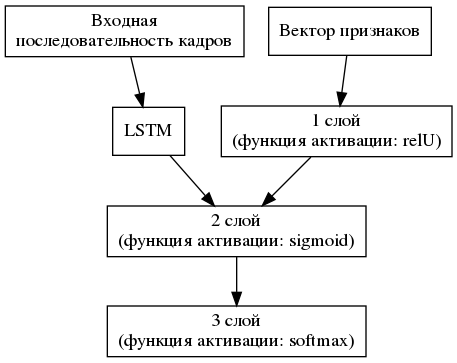 Входная
последовательность кадров
Вектор признаков
LSTM
1 слой
(функция активации: relU)
2 слой
(функция активации: sigmoid)
3 слой
(функция активации: softmax)